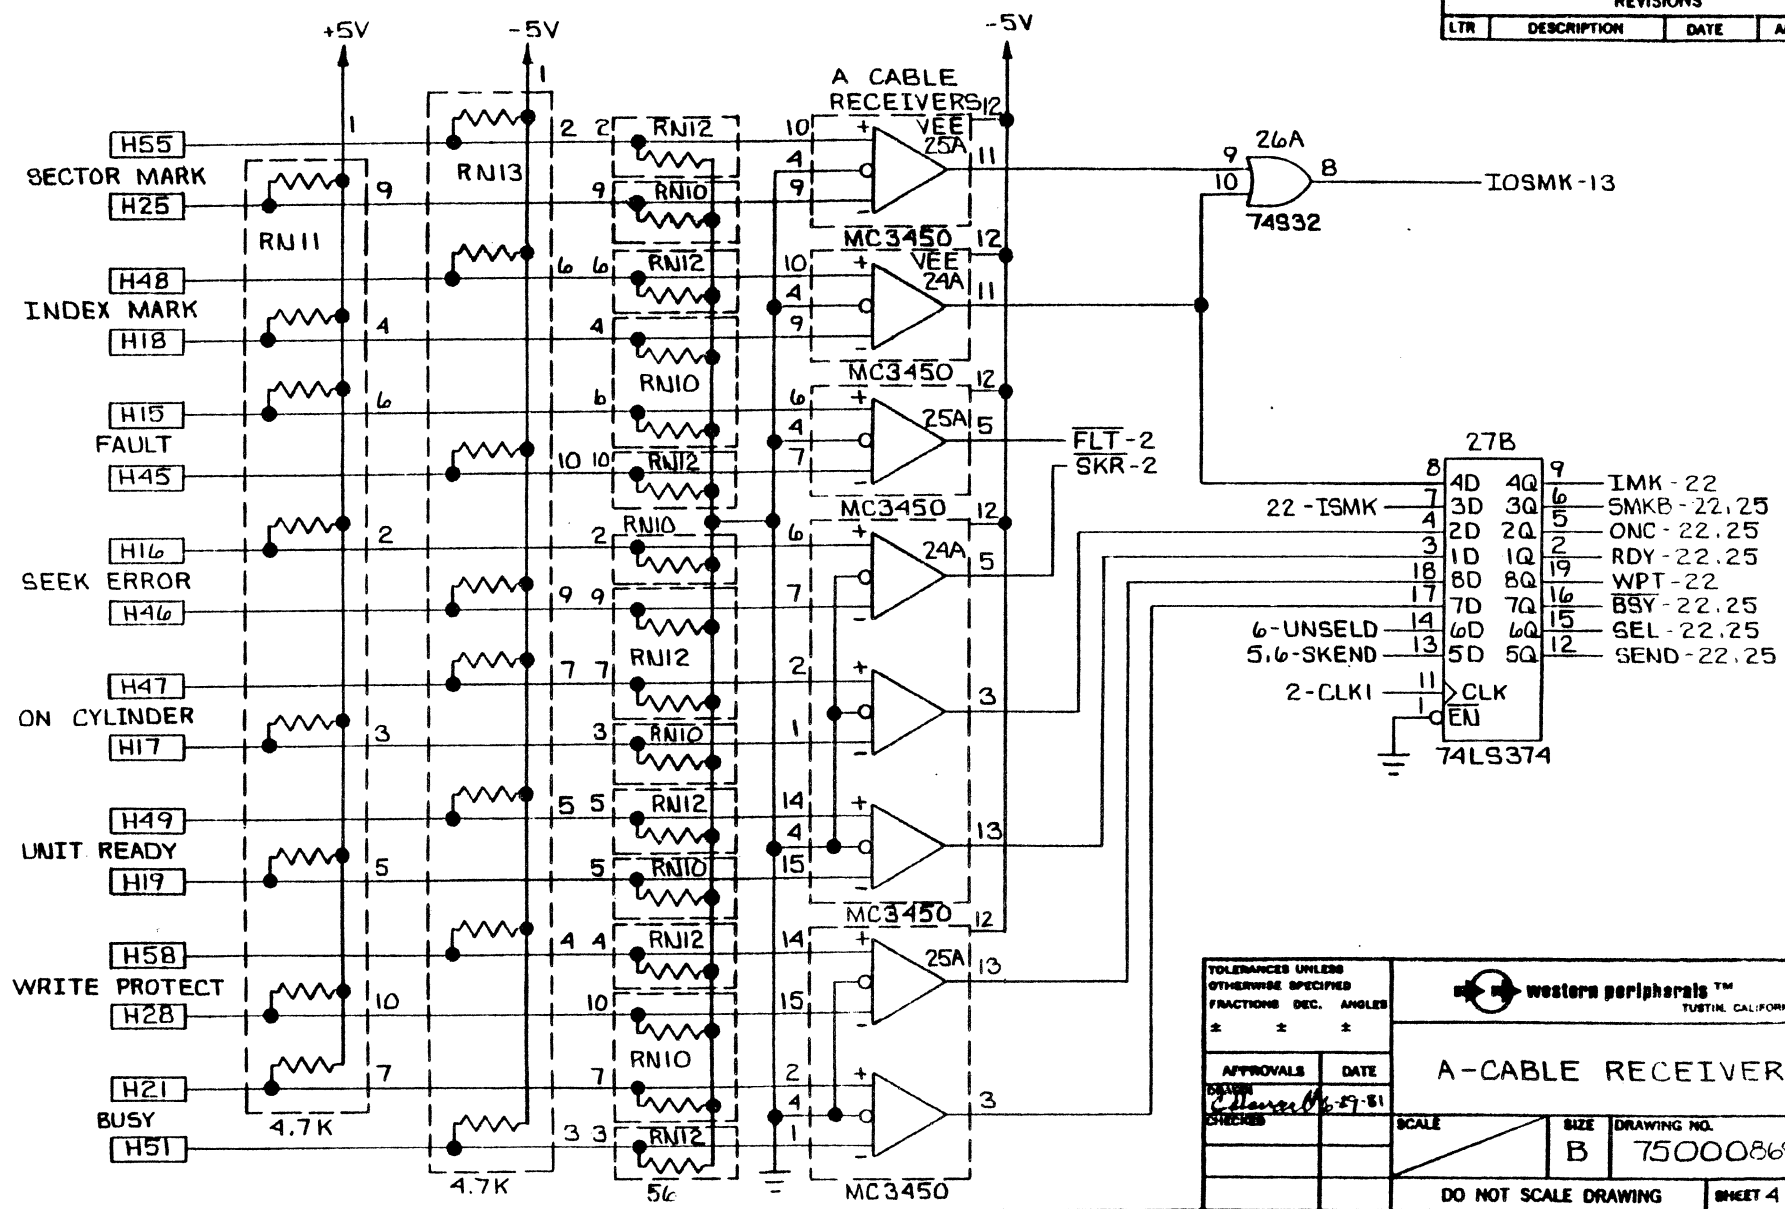 REVISIONS
LTR DESCRIPTION DATE
+5V
-5V
-5V
1
1
A CABLE
RECEIVERS
12
H55
2 2
RN12
10
+
VEE
25A
11
4
SECTOR MARK
RN13
H25
9
9
RN10
9
-
RN11
MC3450
12
26A
9
10
8
74S32
IOSMK-13
H48
6 6
RN12
10
+
VEE
24A
11
4
INDEX MARK
H18
4
4
9
-
MC3450
12
RN10
H15
6
6
6
+
25A
5
4
FLT-2
SKR-2
FAULT
H45
10 10
RN12
7
-
MC3450
12
RN10
H16
2
2
6
+
24A
5
SEEK ERROR
H46
9 9
7
-
RN12
H47
7 7
2
+
3
ON CYLINDER
H17
3
3
RN10
1
-
H49
5 5
RN12
14
+
13
4
UNIT READY
H19
5
5
RN10
15
-
MC3450
12
H58
4 4
RN12
14
+
25A
13
WRITE PROTECT
H28
10
10
15
-
RN10
H21
7
7
2
+
3
4
BUSY
H51
3 3
RN12
1
-
4.7K
4.7K
56
MC3450
27B
8 4D 4Q 9 IMK-22
22-ISMK 7 3D 3Q 6 SMKB-22,25
4 2D 2Q 5 ONC-22,25
3 1D 1Q 2 RDY-22,25
18 8D 8Q 19 WPT-22
17 7D 7Q 16 BSY-22,25
6-UNSELD 14 6D 6Q 15 SEL-22,25
5,6-SKEND 13 5D 5Q 12 SEND-22,25
2-CLK1 11 CLK
1 EN
74LS374
TOLERANCES UNLESS
OTHERWISE SPECIFIED
FRACTIONS DEC. ANGLES
± ± ±
APPROVALS DATE
DRAWN
CHECKED
western peripherals ™
TUSTIN, CALIFOR
A-CABLE RECEIVER
SCALE
SIZE
B
DRAWING NO.
DO NOT SCALE DRAWING
SHEET 4